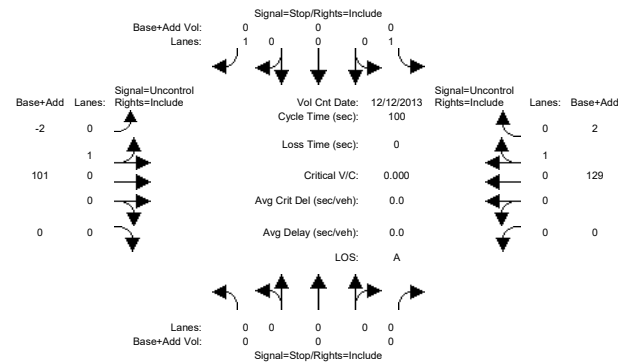 Signal=Stop/Rights=Include
Base+Add Vol: 0 0 0
Lanes: 1 0 0 0 1
Signal=Uncontrol
Base+Add Lanes: Rights=Include
Vol Cnt Date: 12/12/2013
Signal=Uncontrol
Rights=Include Lanes: Base+Add
Cycle Time (sec): 100
-2 0
0 2
Loss Time (sec): 0
1
1
101 0
Critical V/C: 0.000
0 129
0
Avg Crit Del (sec/veh): 0.0
0
0 0
Avg Delay (sec/veh): 0.0
0 0
LOS: A
Lanes: 0 0 0 0 0
Base+Add Vol: 0 0 0
Signal=Stop/Rights=Include